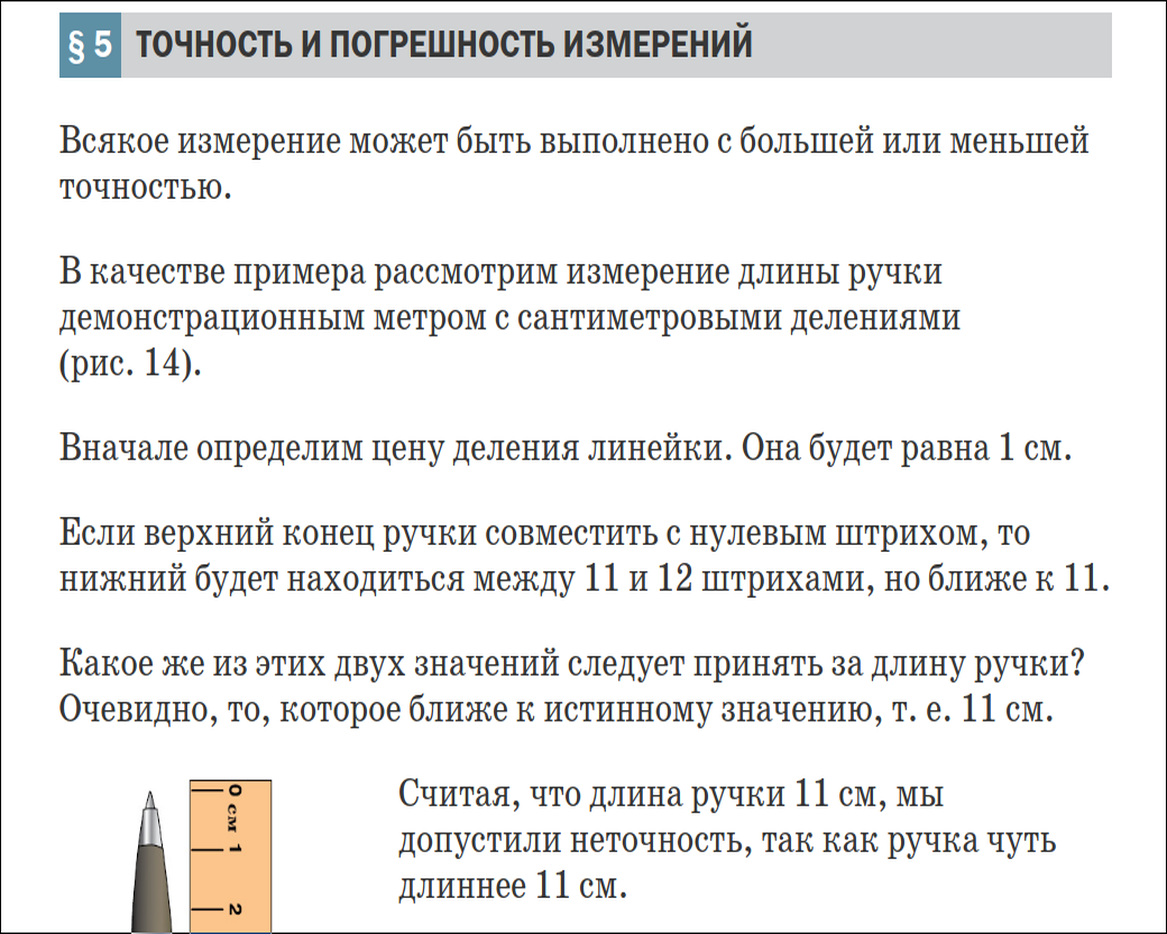 § 5 ТОЧНОСТЬ И ПОГРЕШНОСТЬ ИЗМЕРЕНИЙ
Всякое измерение может быть выполнено с большей или меньшей
точностью.
В качестве примера рассмотрим измерение длины ручки
демонстрационным метром с сантиметровыми делениями
(рис. 14).
Вначале определим цену деления линейки. Она будет равна 1 см.
Если верхний конец ручки совместить с нулевым штрихом, то
нижний будет находиться между 11 и 12 штрихами, но ближе к 11.
Какое же из этих двух значений следует принять за длину ручки?
Очевидно, то, которое ближе к истинному значению, т. е. 11 см.
0 см 1 2
Считая, что длина ручки 11 см, мы
допустили неточность, так как ручка чуть
длиннее 11 см.